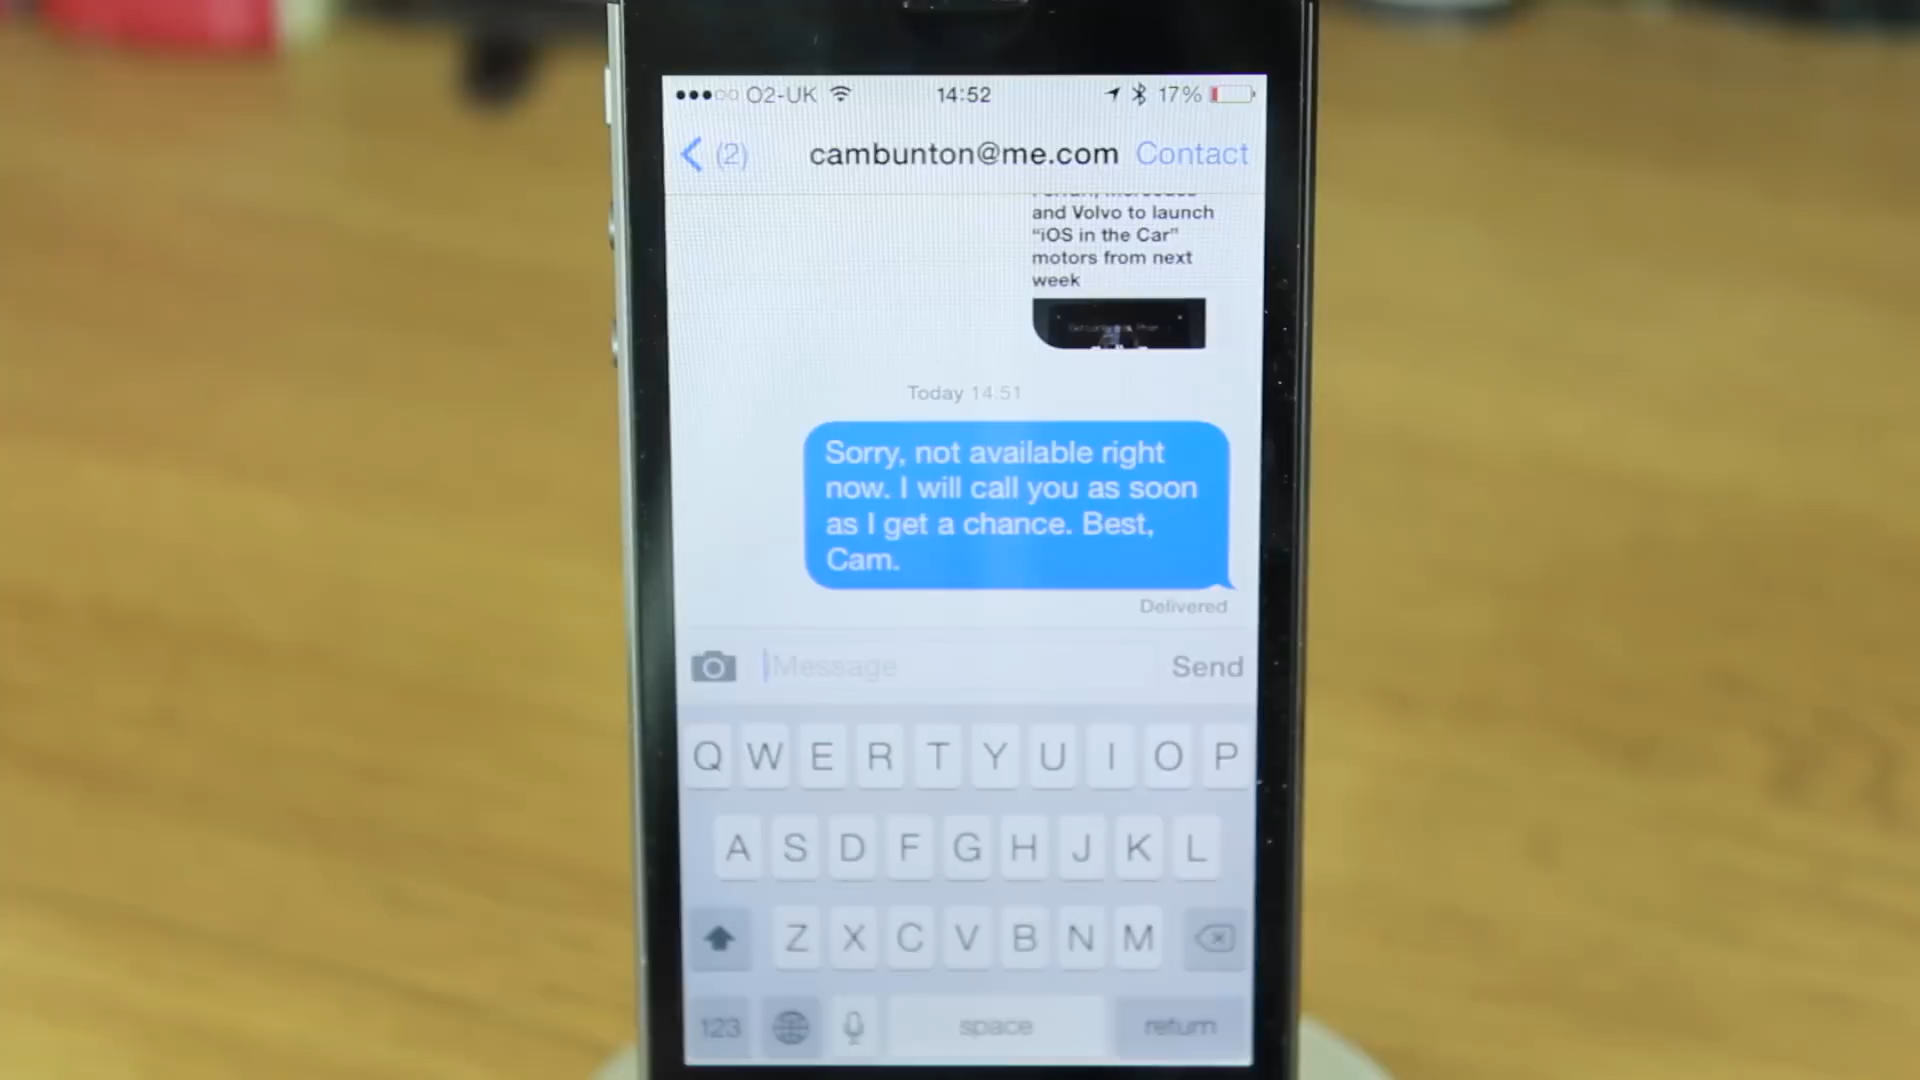 O2-UK 14:52 17%
(2) cambunton@me.com Contact
and Volvo to launch
“iOS in the Car”
motors from next
week
Today 14:51
Sorry, not available right
now. I will call you as soon
as I get a chance. Best,
Cam.
Delivered
Message Send
Q W E R T Y U I O P
A S D F G H J K L
Z X C V B N M
123 space return